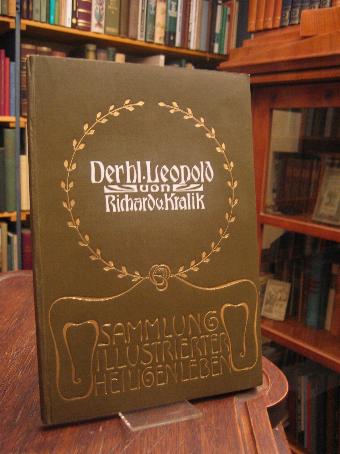 Der hl. Leopold
von
Richard v. Kralik
SAMMLUNG
ILLUSTRIERTER
HEILIGENLEBEN